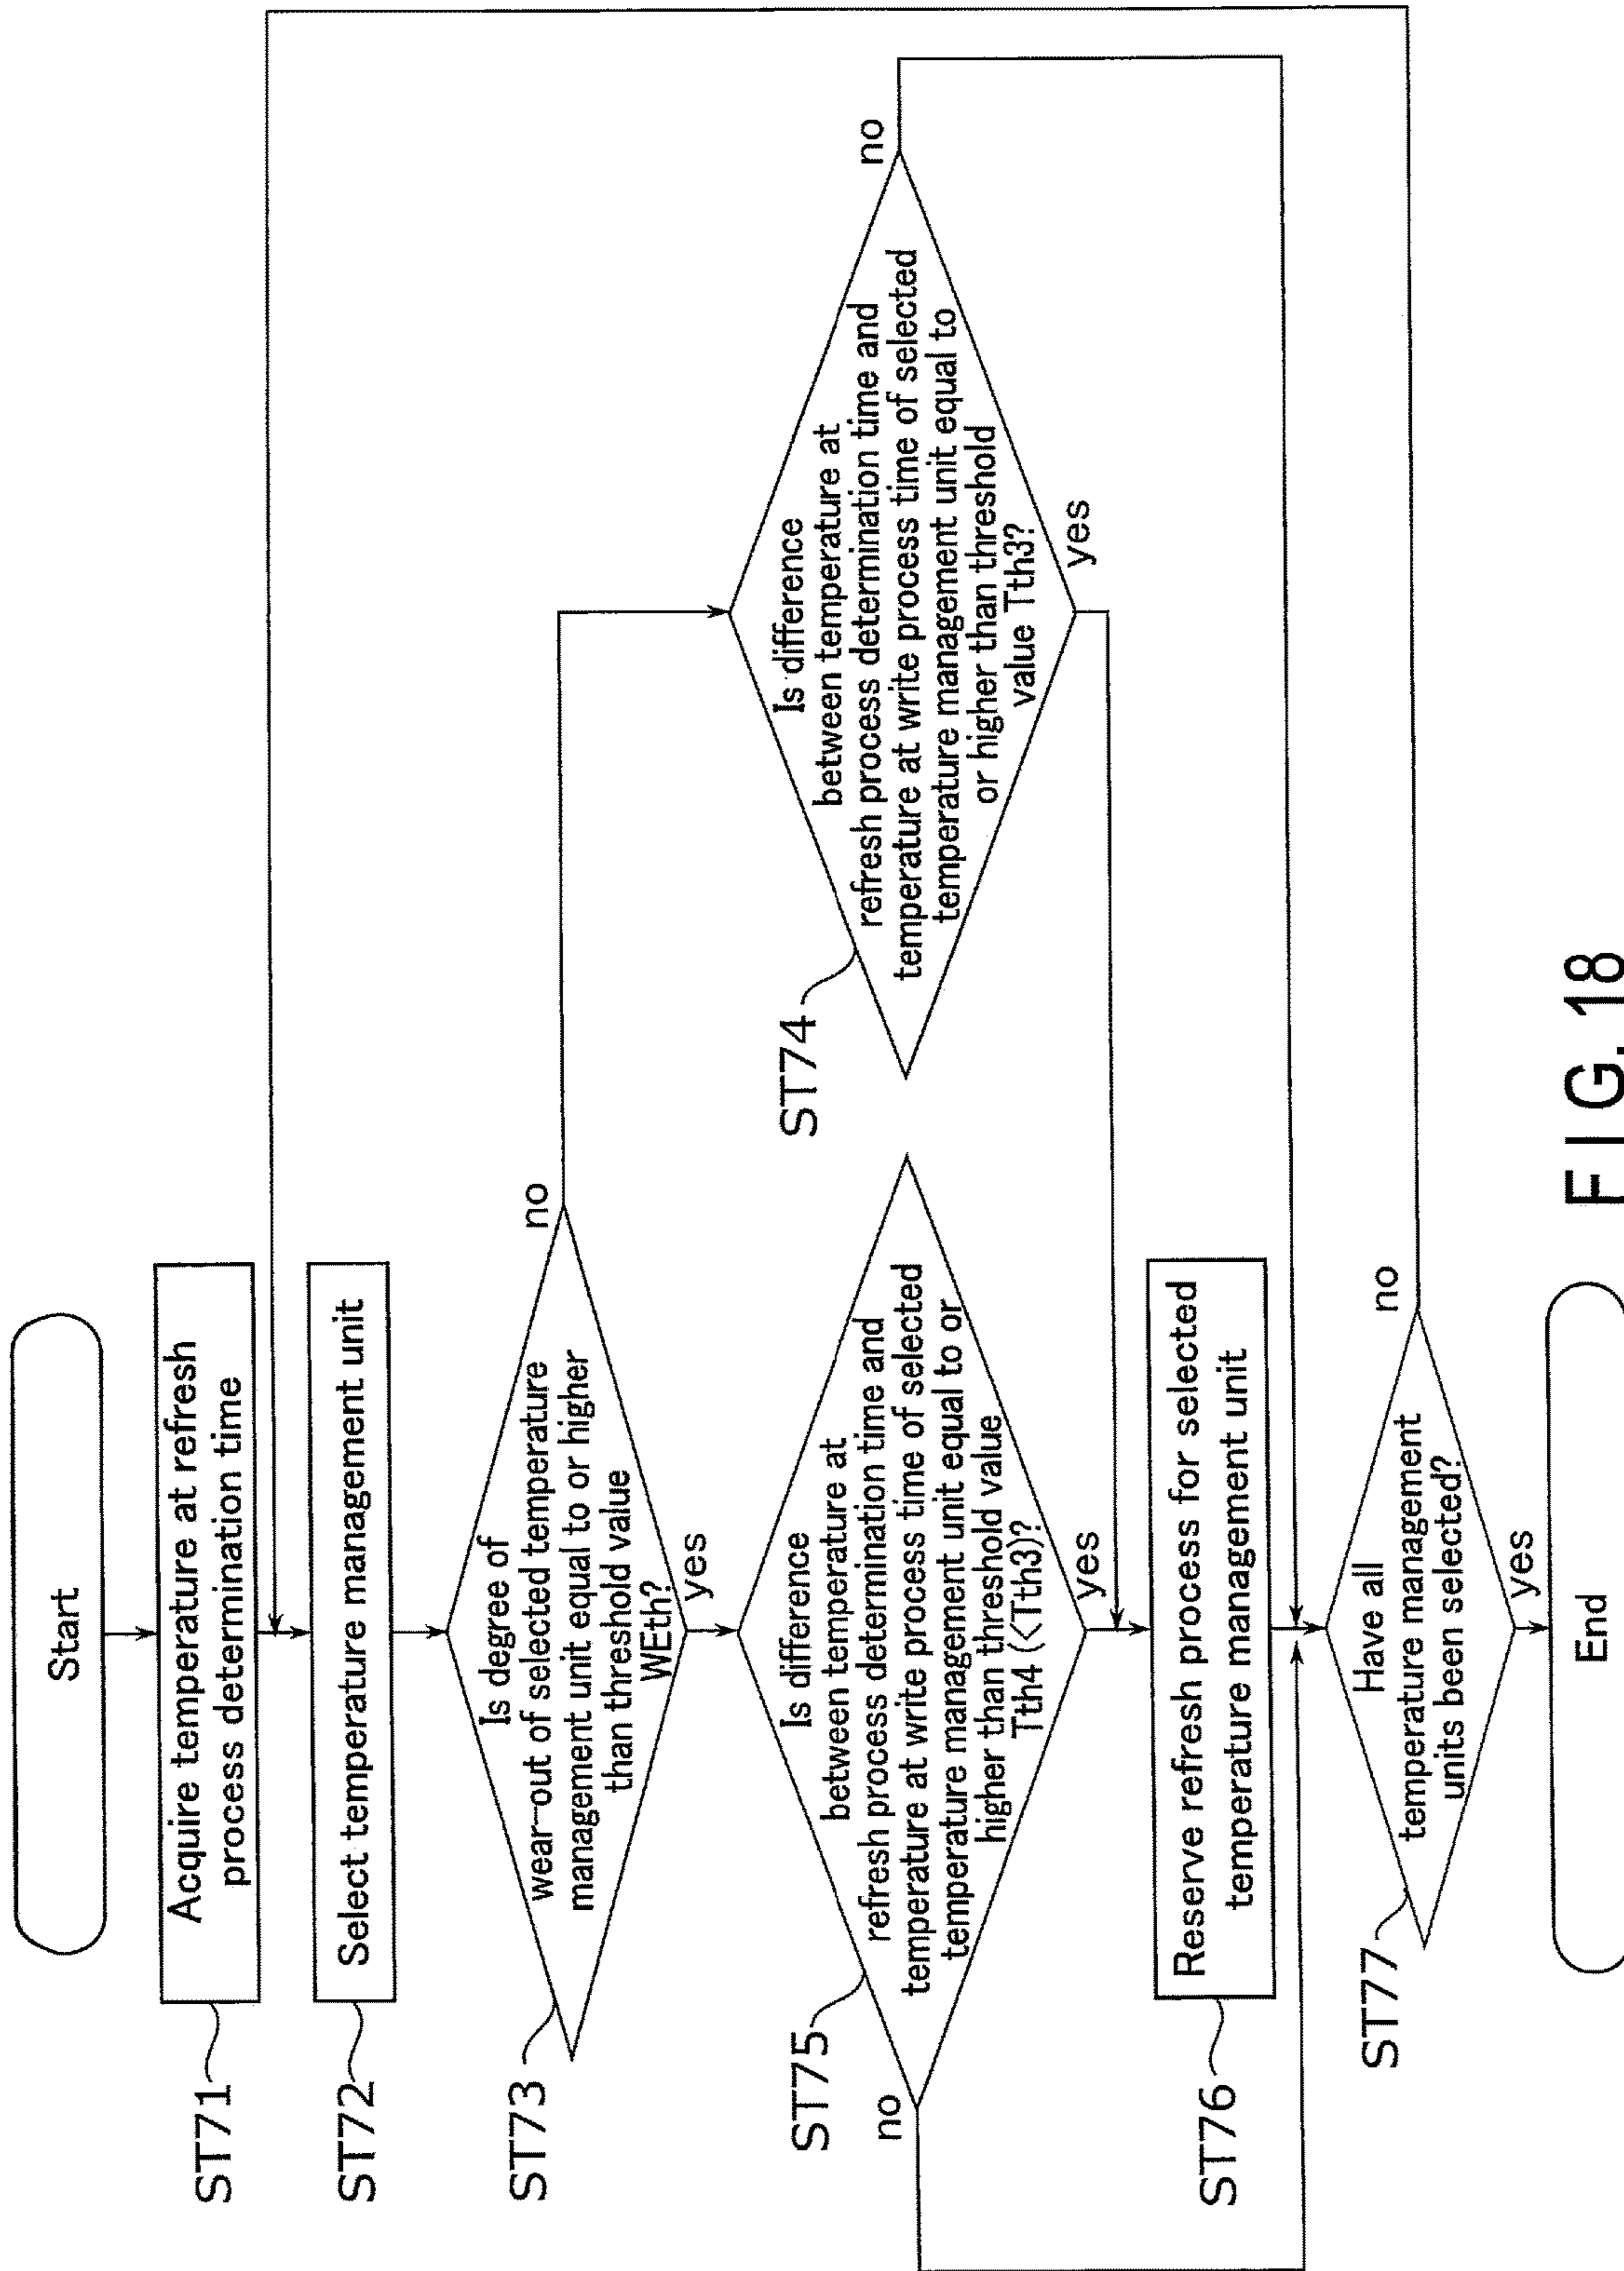 Start
ST71
Acquire temperature at refresh
process determination time
ST72
Select temperature management unit
ST73
Is degree of
wear-out of selected temperature
management unit equal to or higher
than threshold value
WEth?
no
yes
ST74
Is difference
between temperature at
refresh process determination time and
temperature at write process time of selected
temperature management unit equal to
or higher than threshold
value Tth3?
no
yes
ST75
Is difference
between temperature at
refresh process determination time and
temperature at write process time of selected
temperature management unit equal to or
higher than threshold value
Tth4 (<Tth3)?
no
yes
ST76
Reserve refresh process for selected
temperature management unit
ST77
Have all
temperature management
units been selected?
no
yes
End
FIG. 18